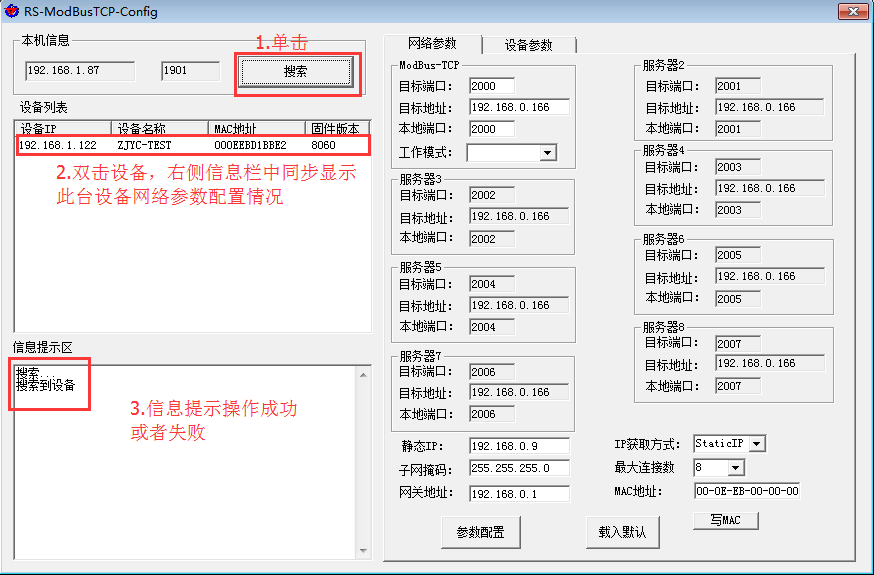 RS-ModBusTCP-Config
本机信息
192.168.1.87
1901
1.单击
搜索
设备列表
设备IP 设备名称 MAC地址 固件版本
192.168.1.122 ZJYC-TEST 000EEBD1BBE2 8060
2.双击设备，右侧信息栏中同步显示
此台设备网络参数配置情况
信息提示区
搜索...
搜索到设备
3.信息提示操作成功
或者失败
网络参数 设备参数
ModBus-TCP
目标端口： 2000
目标地址： 192.168.0.166
本地端口： 2000
工作模式：
服务器2
目标端口： 2001
目标地址： 192.168.0.166
本地端口： 2001
服务器3
目标端口： 2002
目标地址： 192.168.0.166
本地端口： 2002
服务器4
目标端口： 2003
目标地址： 192.168.0.166
本地端口： 2003
服务器5
目标端口： 2004
目标地址： 192.168.0.166
本地端口： 2004
服务器6
目标端口： 2005
目标地址： 192.168.0.166
本地端口： 2005
服务器7
目标端口： 2006
目标地址： 192.168.0.166
本地端口： 2006
服务器8
目标端口： 2007
目标地址： 192.168.0.166
本地端口： 2007
静态IP： 192.168.0.9
子网掩码： 255.255.255.0
网关地址： 192.168.0.1
IP获取方式： StaticIP
最大连接数 8
MAC地址： 00-0E-EB-00-00-00
参数配置
载入默认
写MAC